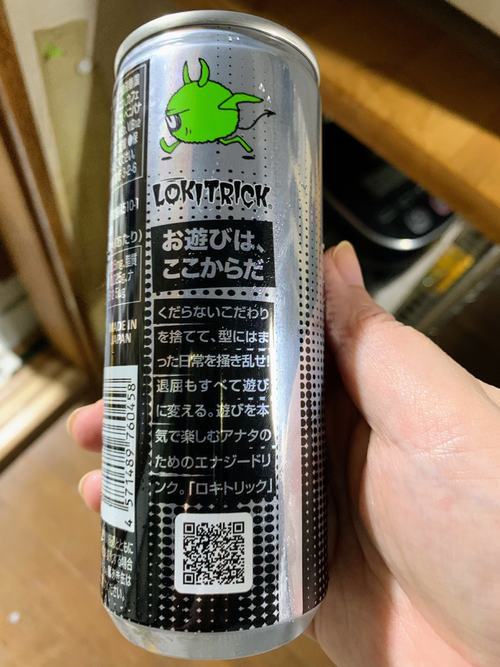 LOKITRICK
お遊びは、
ここからだ
くだらないこだわり
を捨てて、型にはま
った日常を掻き乱せ!
退屈もすべて遊び
に変える。遊びを本
気で楽しむアナタの
ためのエナジードリ
ンク。「ロキトリック」
MADE IN
JAPAN
4 571489 760458